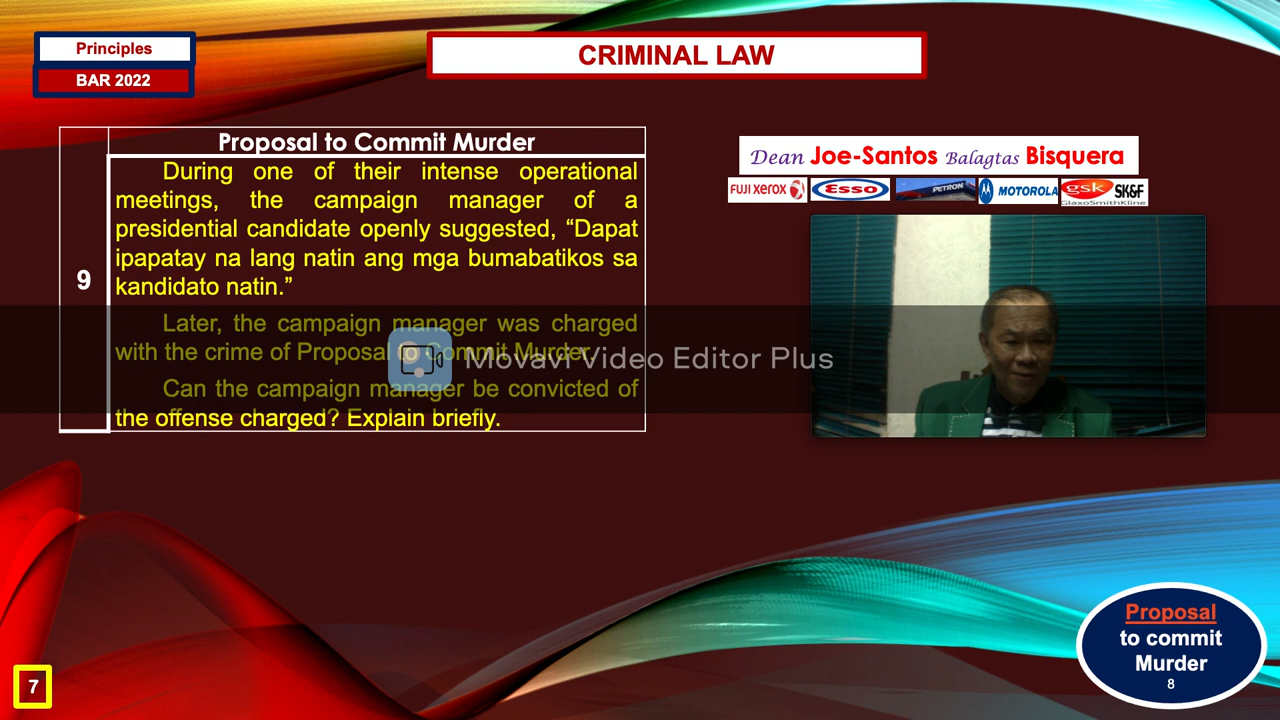 Principles
BAR 2022
CRIMINAL LAW
Proposal to Commit Murder
9
During one of their intense operational
meetings, the campaign manager of a
presidential candidate openly suggested, “Dapat
ipapatay na lang natin ang mga bumabatikos sa
kandidato natin.”
Later, the campaign manager was charged
with the crime of Proposal to Commit Murder.
Can the campaign manager be convicted of
the offense charged? Explain briefly.
Movavi Video Editor Plus
Dean Joe-Santos Balagtas Bisquera
FUJI XEROX Esso PETRON MOTOROLA gsk SK&F
GlaxoSmithKline
Proposal
to commit
Murder
8
7